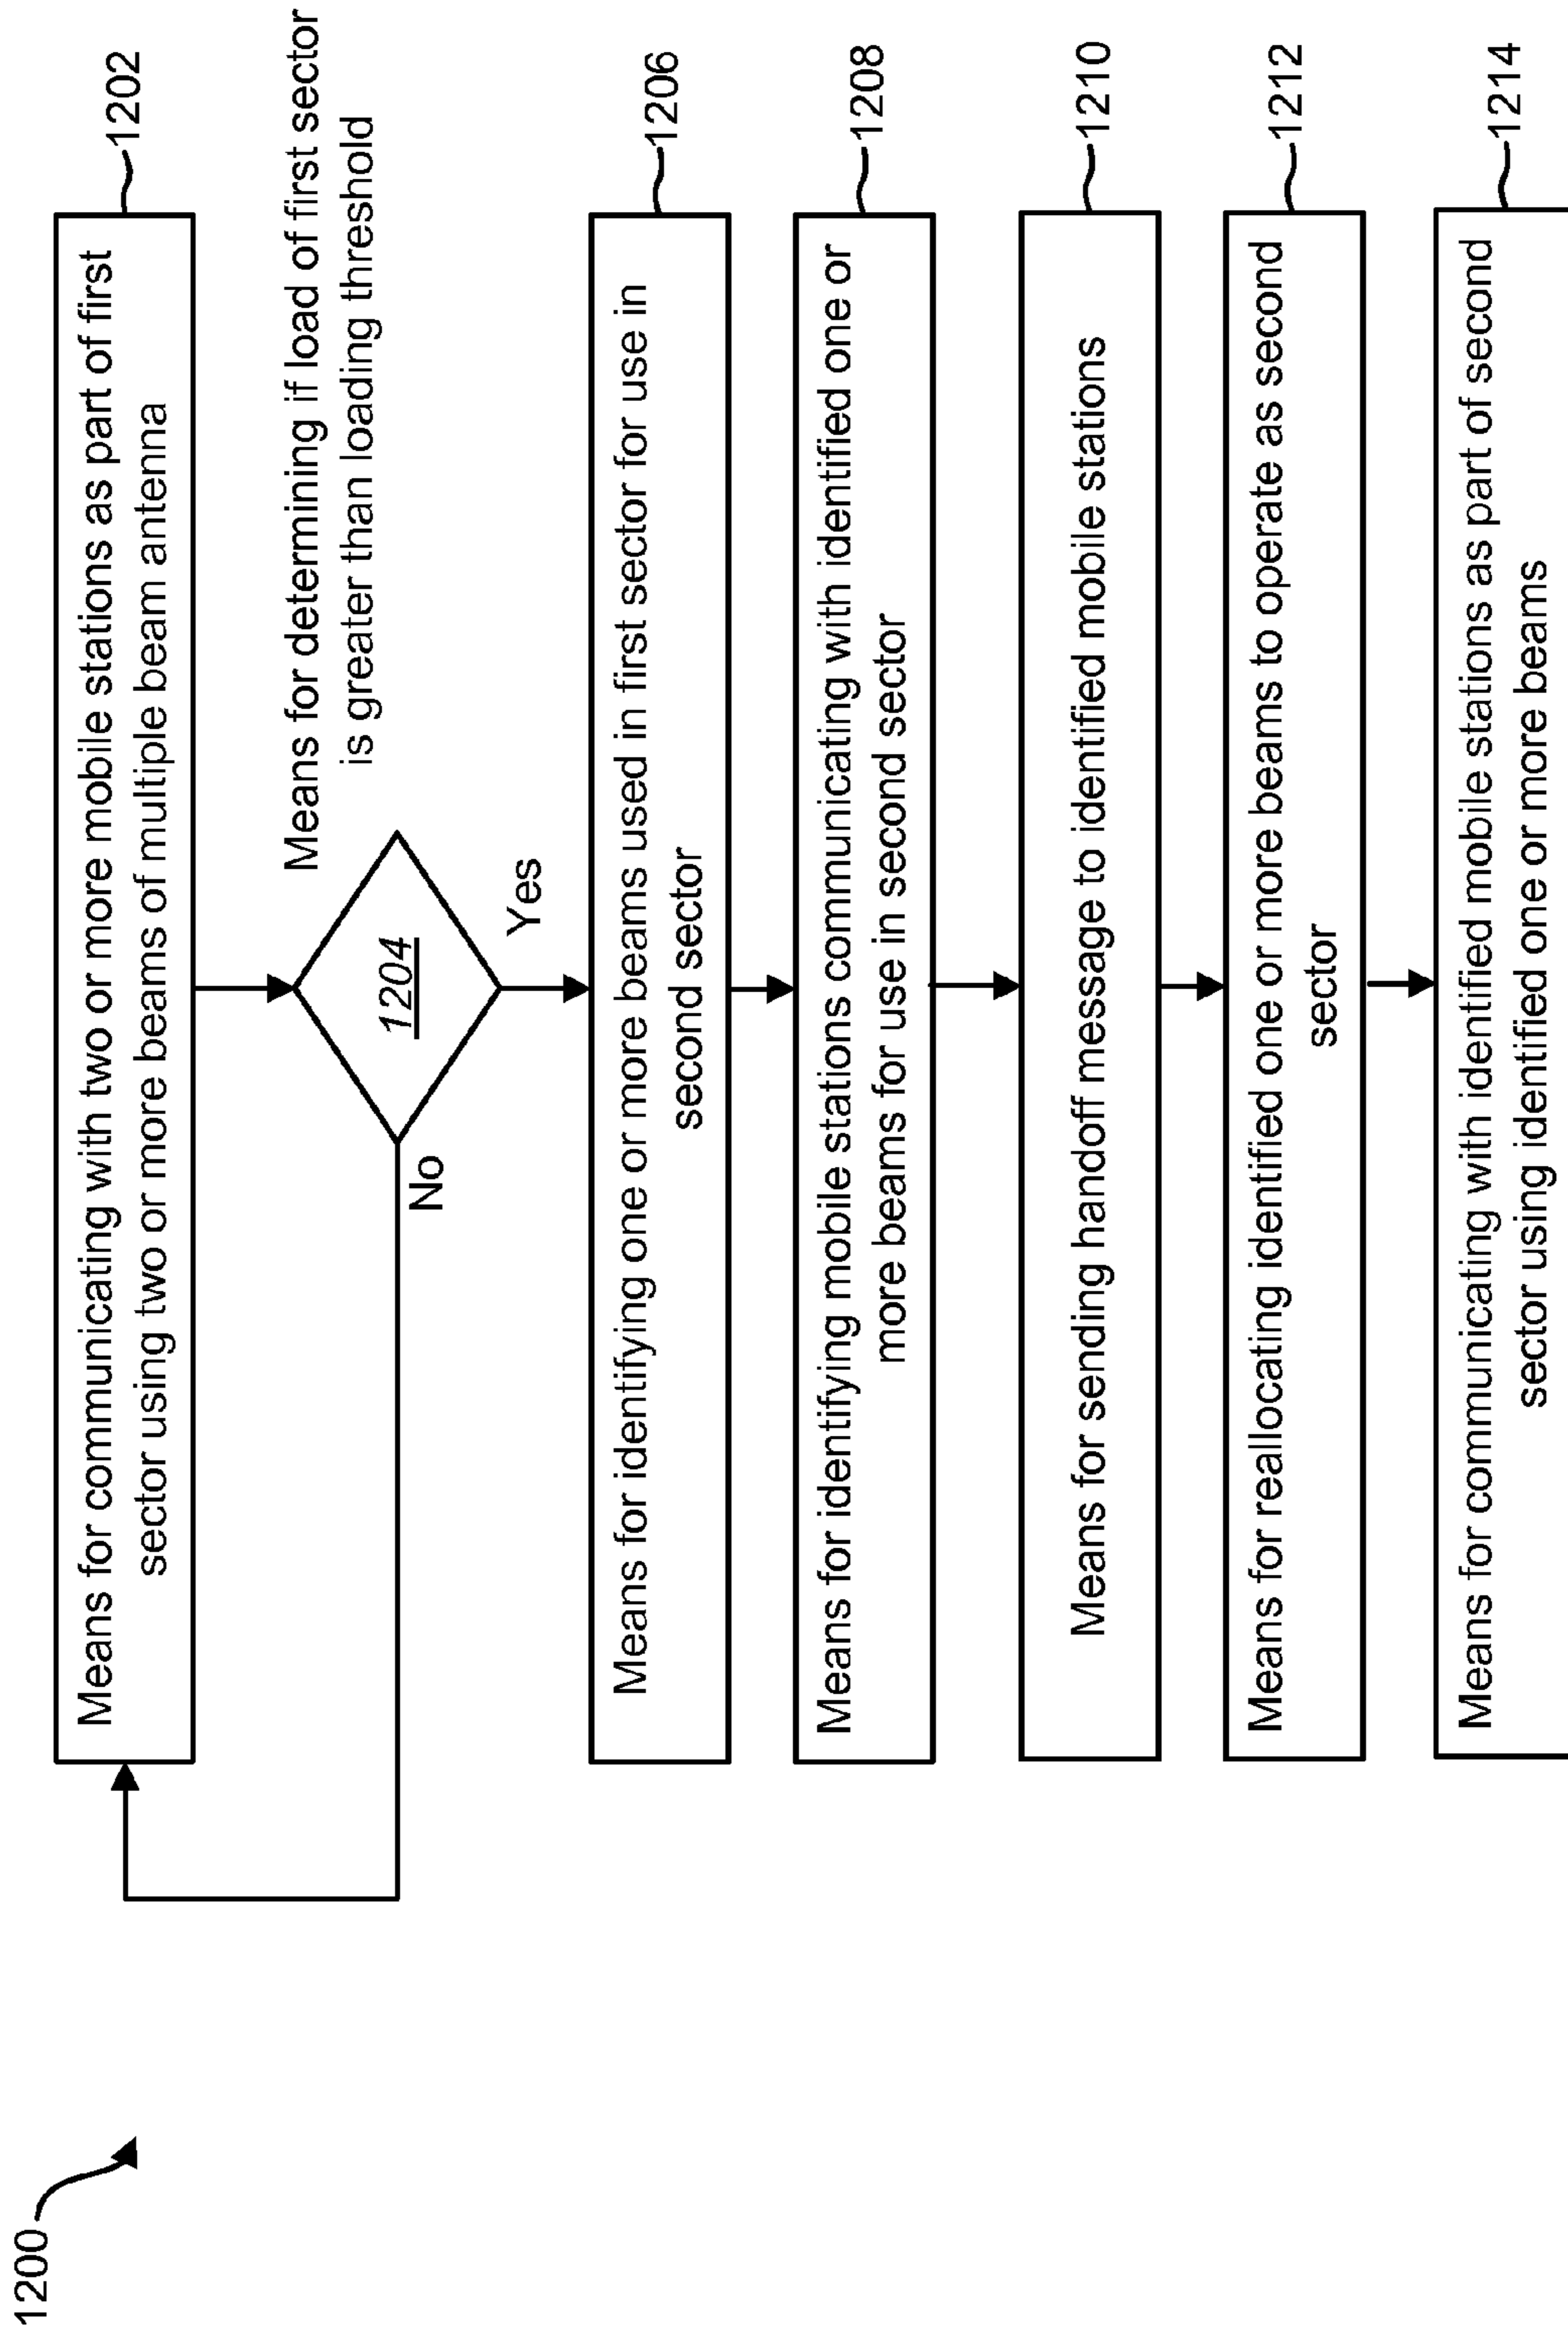 1200
Means for communicating with two or more mobile stations as part of first
sector using two or more beams of multiple beam antenna
1202
Means for determining if load of first sector
is greater than loading threshold
1204
No
Yes
Means for identifying one or more beams used in first sector for use in
second sector
1206
Means for identifying mobile stations communicating with identified one or
more beams for use in second sector
1208
Means for sending handoff message to identified mobile stations
1210
Means for reallocating identified one or more beams to operate as second
sector
1212
Means for communicating with identified mobile stations as part of second
sector using identified one or more beams
1214